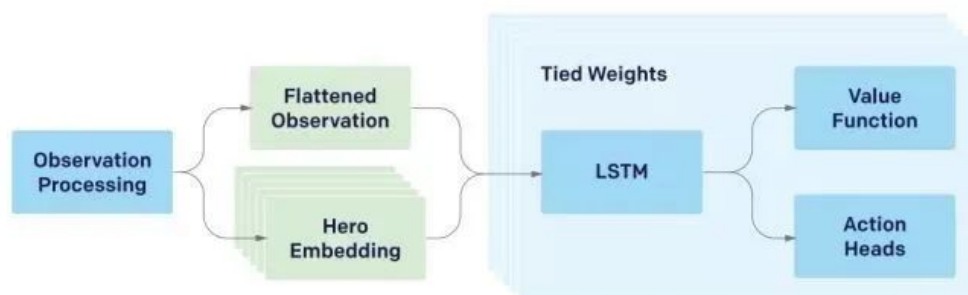 Observation
Processing
Flattened
Observation
Hero
Embedding
Tied Weights
LSTM
Value
Function
Action
Heads